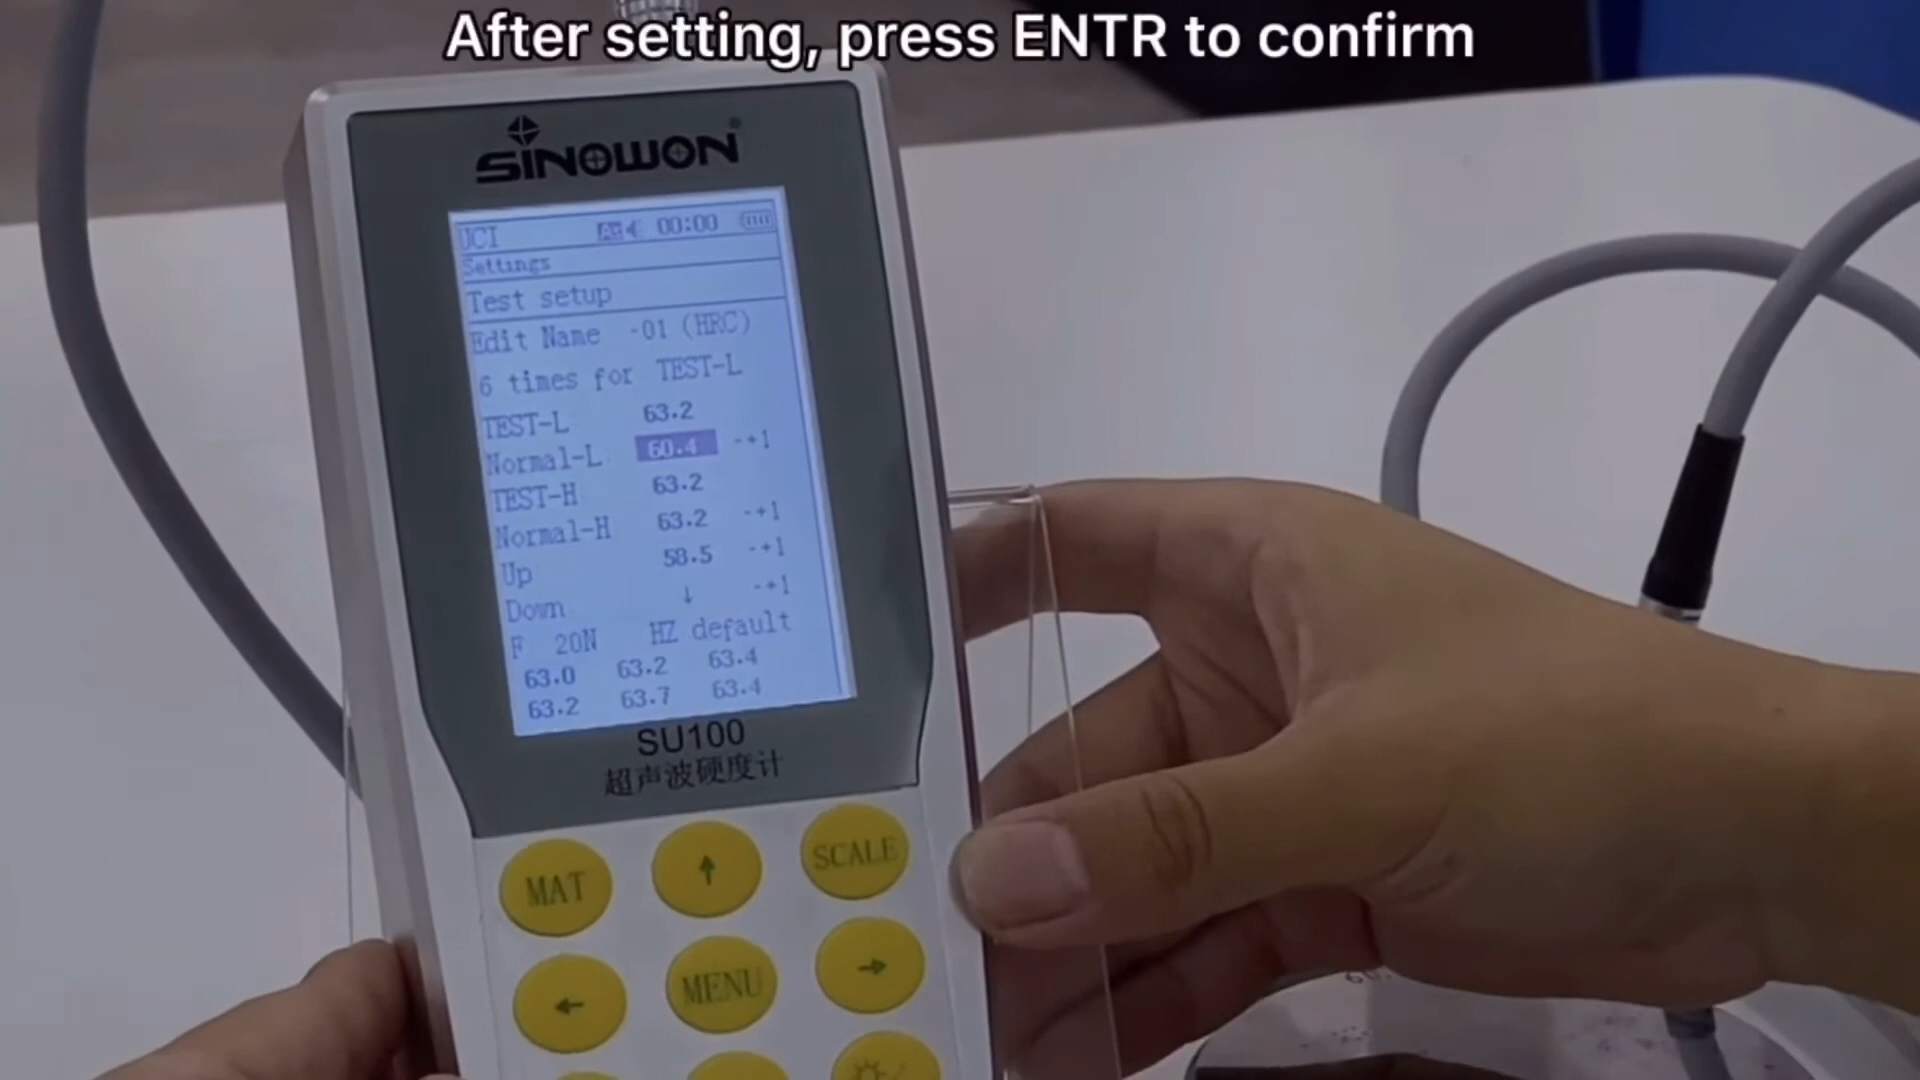 After setting, press ENTR to confirm
SINOWON®
UCI 00:00
Settings
Test setup
Edit Name -01 (HRC)
6 times for TEST-L
TEST-L 63.2
Normal-L 60.4 -+1
TEST-H 63.2
Normal-H 63.2 -+1
Up 58.5 -+1
Down ↓ -+1
F 20N HZ default
63.0 63.2 63.4
63.2 63.7 63.4
SU100
超声波硬度计
MAT ↑ SCALE
← MENU →